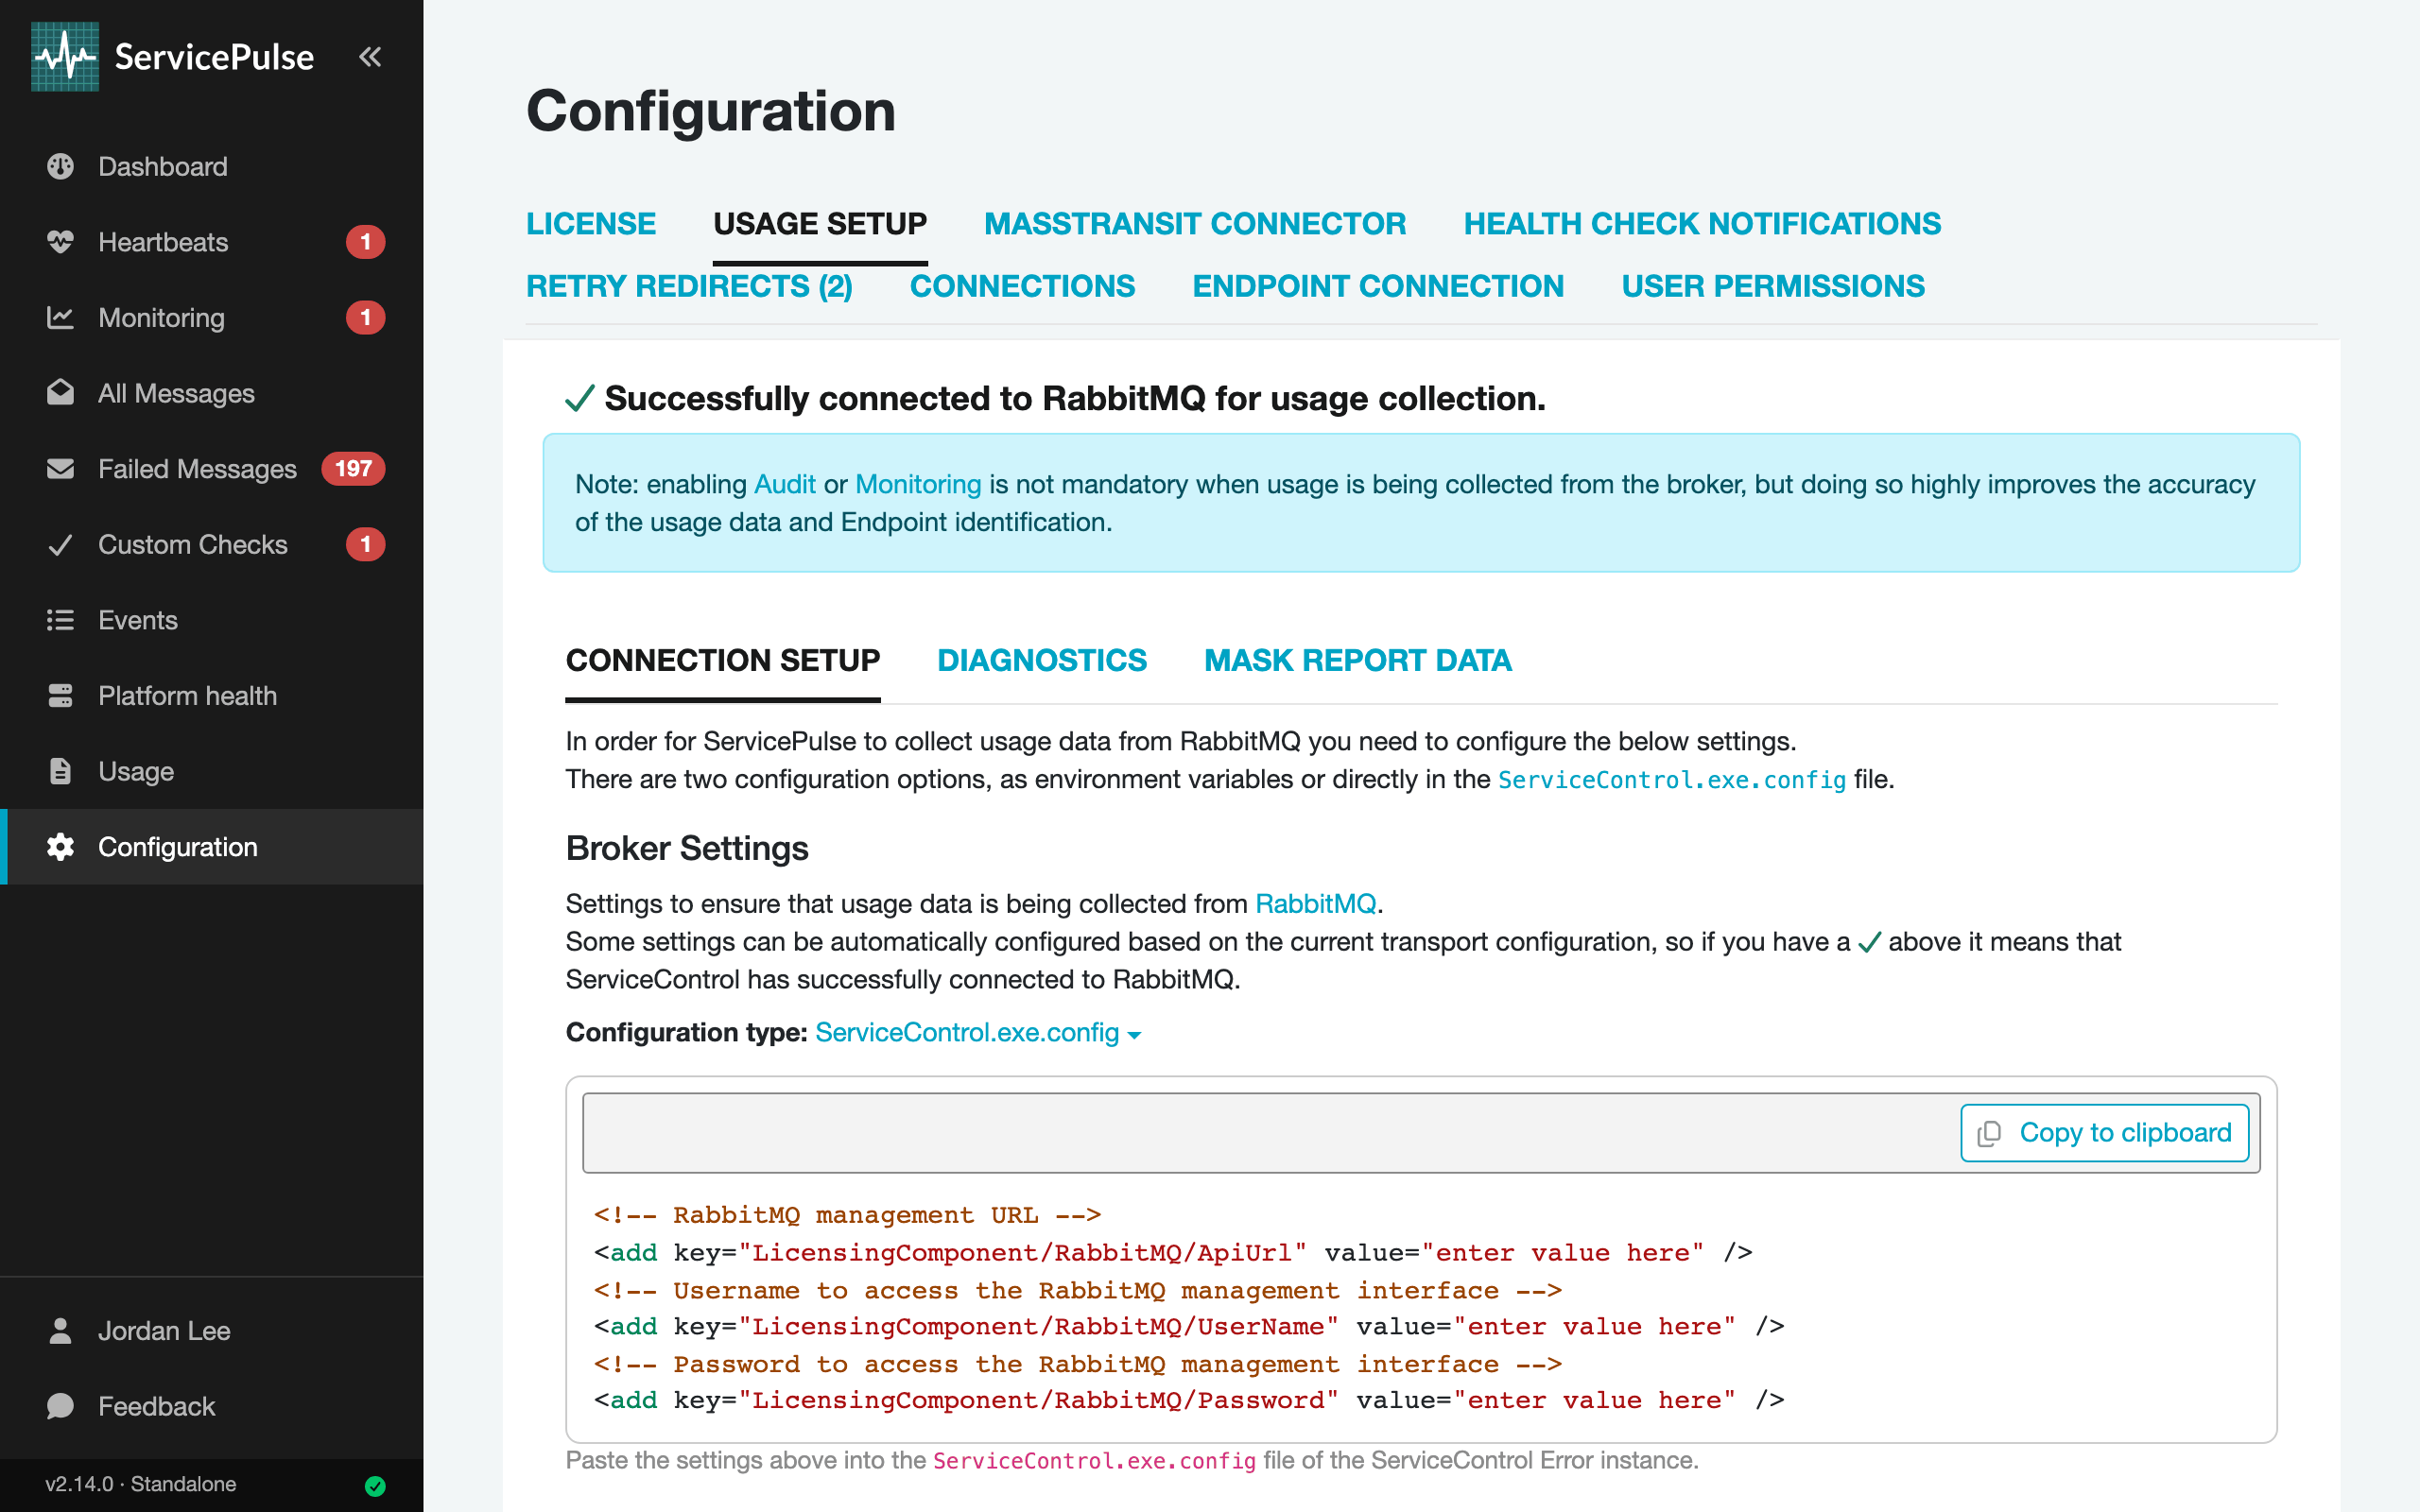 ServicePulse
Dashboard
Heartbeats 1
Monitoring 1
All Messages
Failed Messages 197
Custom Checks 1
Events
Platform health
Usage
Configuration
Jordan Lee
Feedback
v2.14.0 · Standalone
Configuration
LICENSE USAGE SETUP MASSTRANSIT CONNECTOR HEALTH CHECK NOTIFICATIONS
RETRY REDIRECTS (2) CONNECTIONS ENDPOINT CONNECTION USER PERMISSIONS
Successfully connected to RabbitMQ for usage collection.
Note: enabling Audit or Monitoring is not mandatory when usage is being collected from the broker, but doing so highly improves the accuracy
of the usage data and Endpoint identification.
CONNECTION SETUP DIAGNOSTICS MASK REPORT DATA
In order for ServicePulse to collect usage data from RabbitMQ you need to configure the below settings.
There are two configuration options, as environment variables or directly in the ServiceControl.exe.config file.
Broker Settings
Settings to ensure that usage data is being collected from RabbitMQ.
Some settings can be automatically configured based on the current transport configuration, so if you have a ✓ above it means that
ServiceControl has successfully connected to RabbitMQ.
Configuration type: ServiceControl.exe.config
Copy to clipboard
<!-- RabbitMQ management URL -->
<add key="LicensingComponent/RabbitMQ/ApiUrl" value="enter value here" />
<!-- Username to access the RabbitMQ management interface -->
<add key="LicensingComponent/RabbitMQ/UserName" value="enter value here" />
<!-- Password to access the RabbitMQ management interface -->
<add key="LicensingComponent/RabbitMQ/Password" value="enter value here" />
Paste the settings above into the ServiceControl.exe.config file of the ServiceControl Error instance.